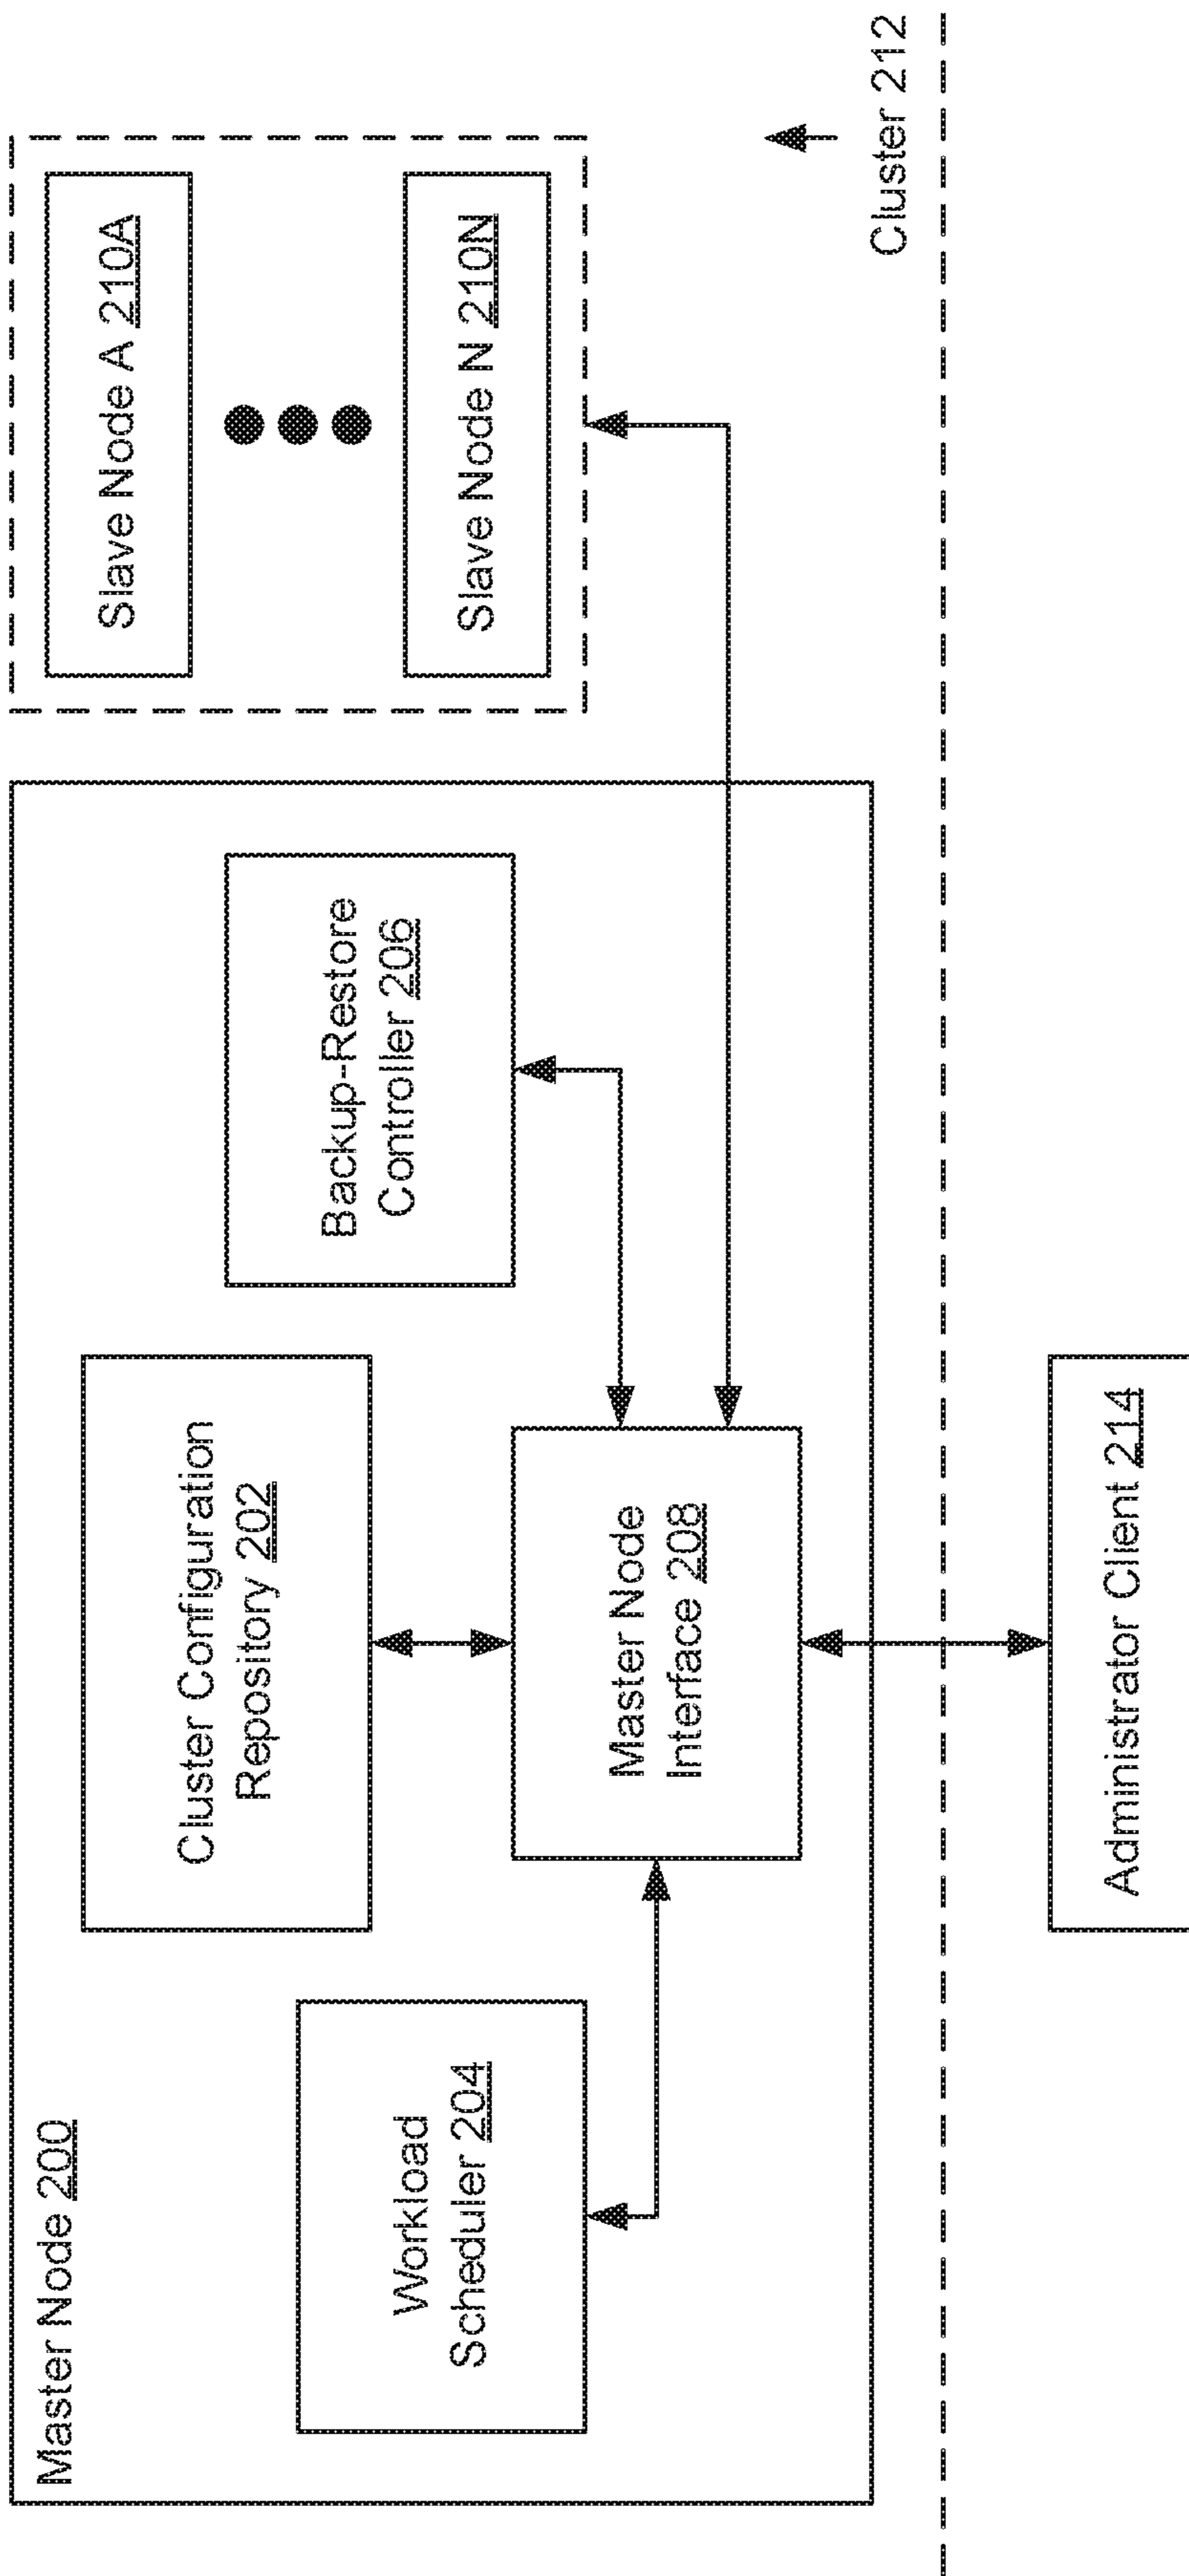 Master Node 200
Cluster Configuration
Repository 202
Workload
Scheduler 204
Backup-Restore
Controller 206
Master Node
Interface 208
Slave Node A 210A
Slave Node N 210N
Cluster 212
Administrator Client 214